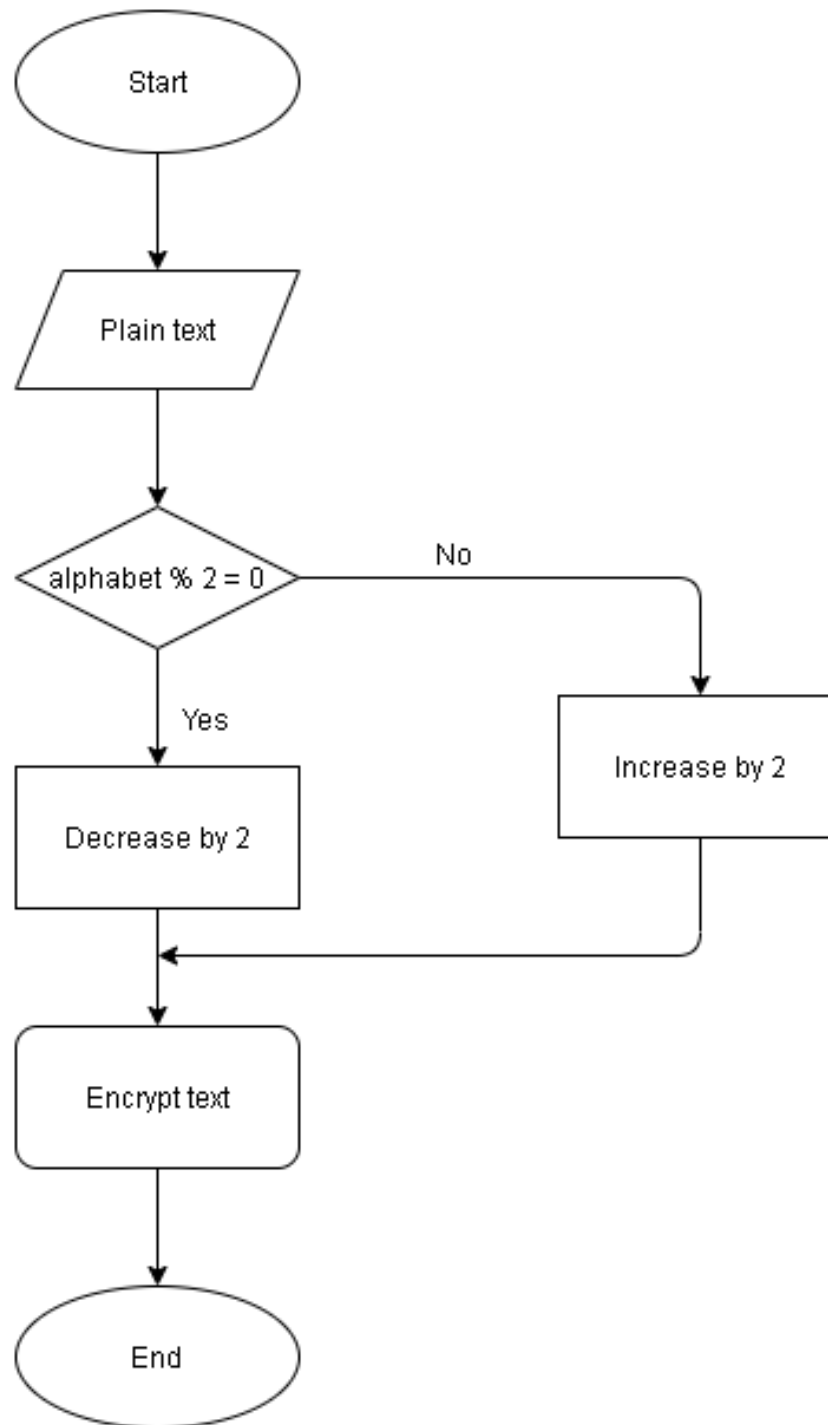 Start
Plain text
alphabet % 2 = 0
No
Yes
Increase by 2
Decrease by 2
Encrypt text
End